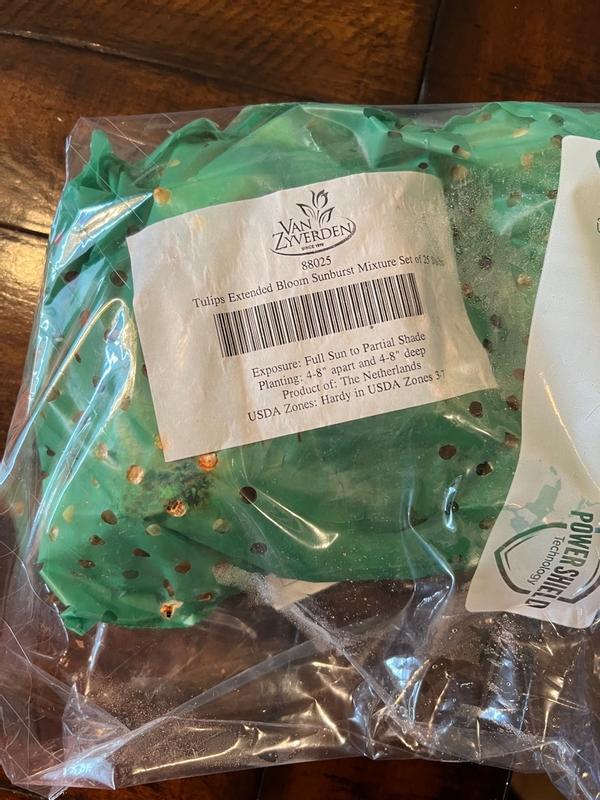 VAN
ZYVERDEN
SINCE 1970
88025
Tulips Extended Bloom Sunburst Mixture Set of 25
Exposure: Full Sun to Partial Shade
Planting: 4-8" apart and 4-8" deep
Product of: The Netherlands
USDA Zones: Hardy in USDA Zones 3-7
POWER SHIELD
Technology